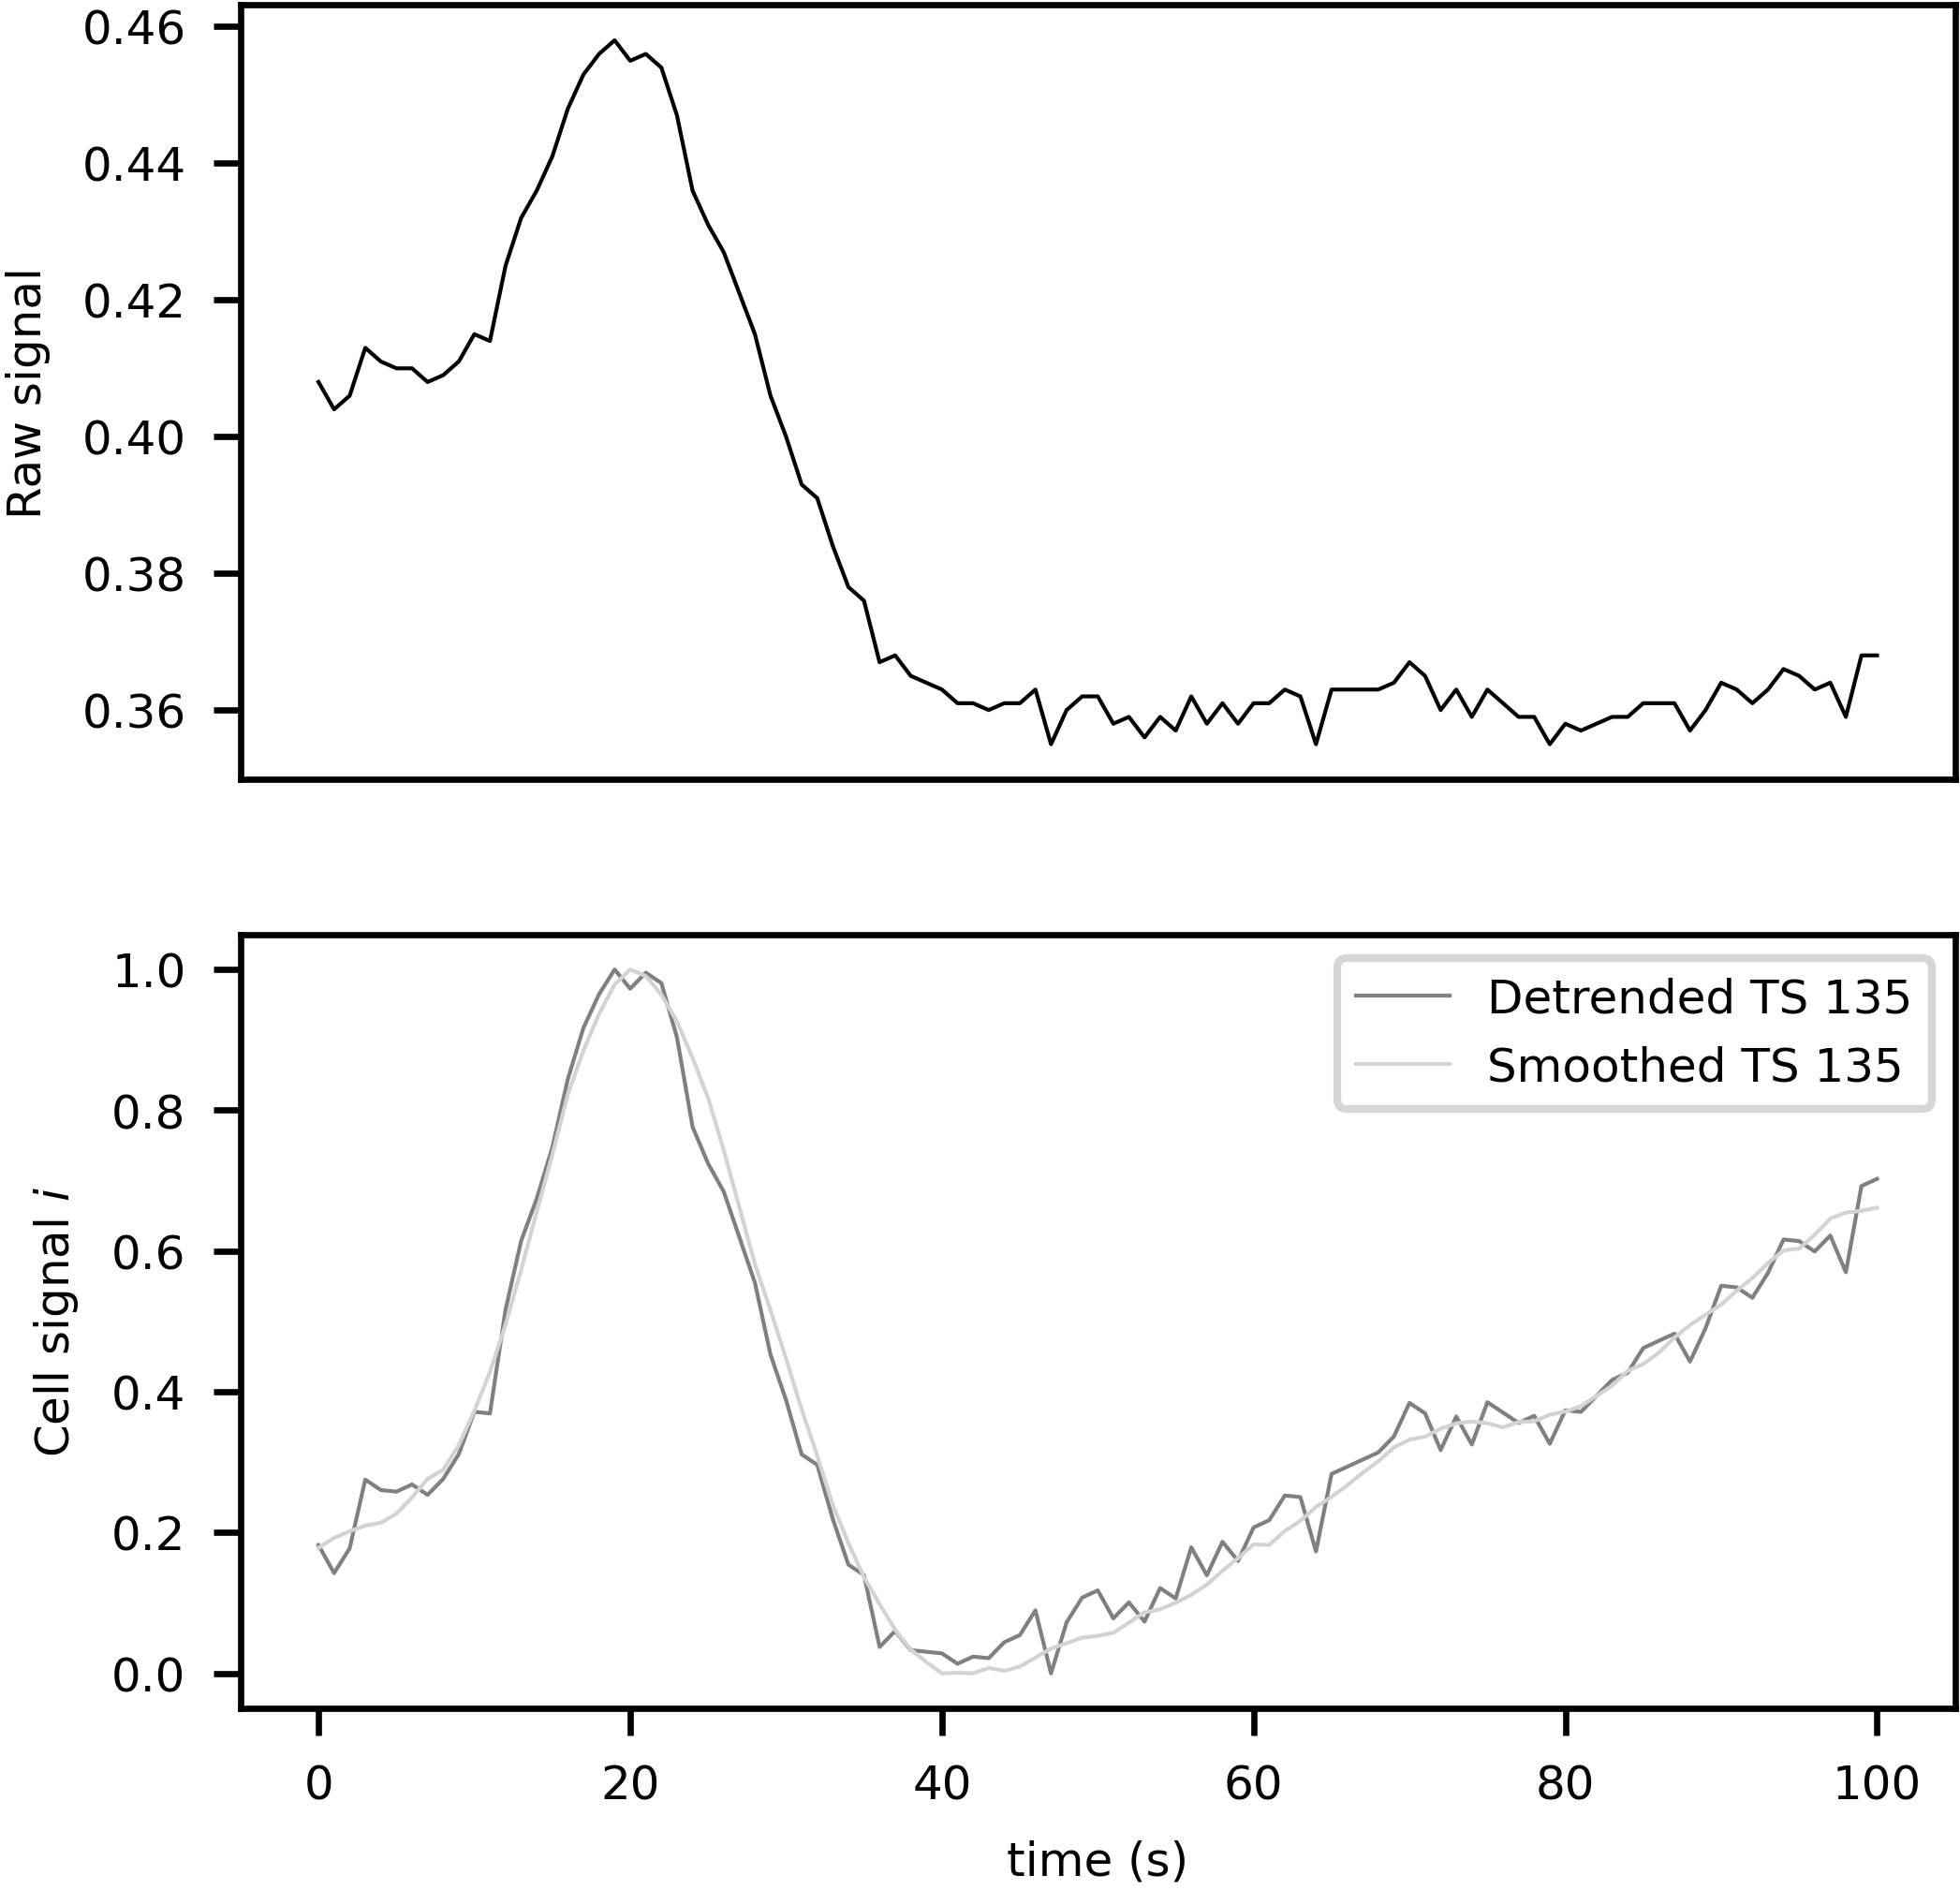 0.46
0.44
0.42
0.40
0.38
0.36
Raw signal
1.0
0.8
0.6
0.4
0.2
0.0
Cell signal i
Detrended TS 135
Smoothed TS 135
0 20 40 60 80 100
time (s)